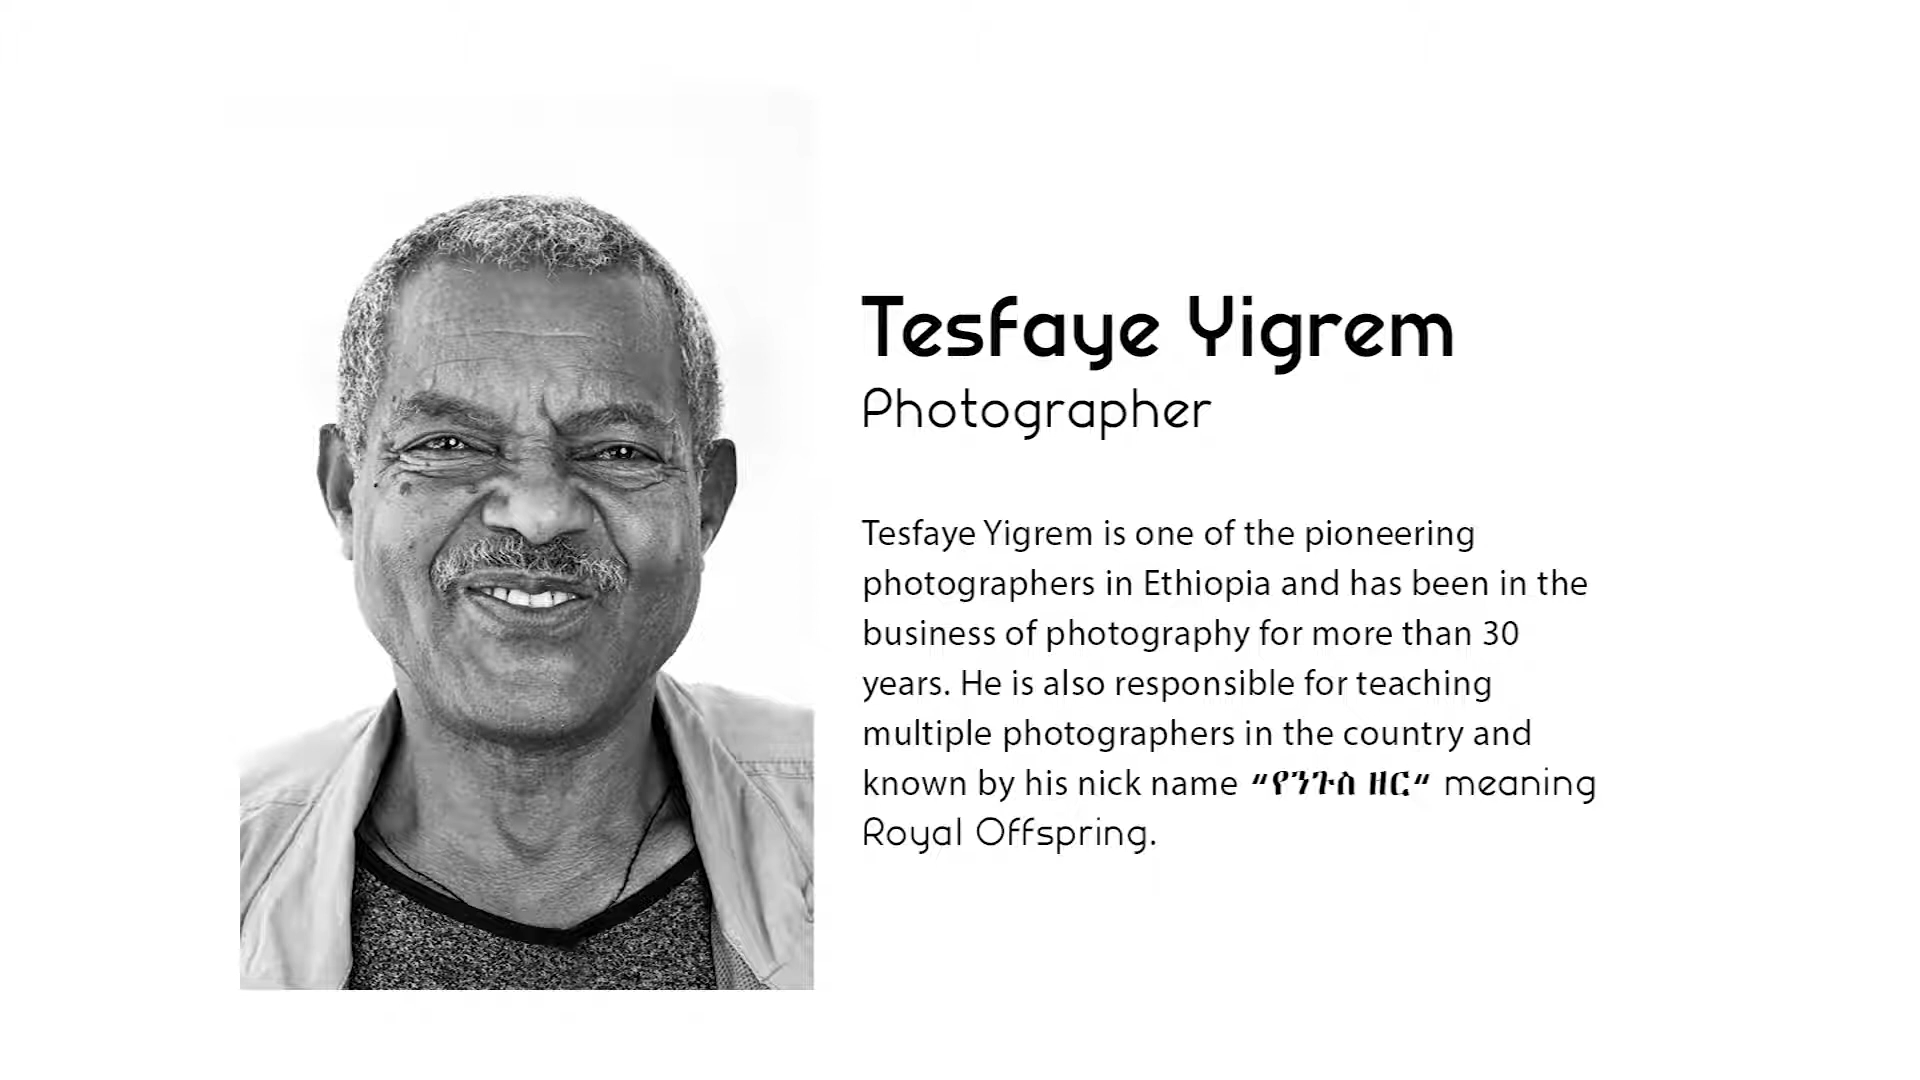 Tesfaye Yigrem
Photographer
Tesfaye Yigrem is one of the pioneering
photographers in Ethiopia and has been in the
business of photography for more than 30
years. He is also responsible for teaching
multiple photographers in the country and
known by his nick name “የንጉስ ዘር“ meaning
Royal Offspring.